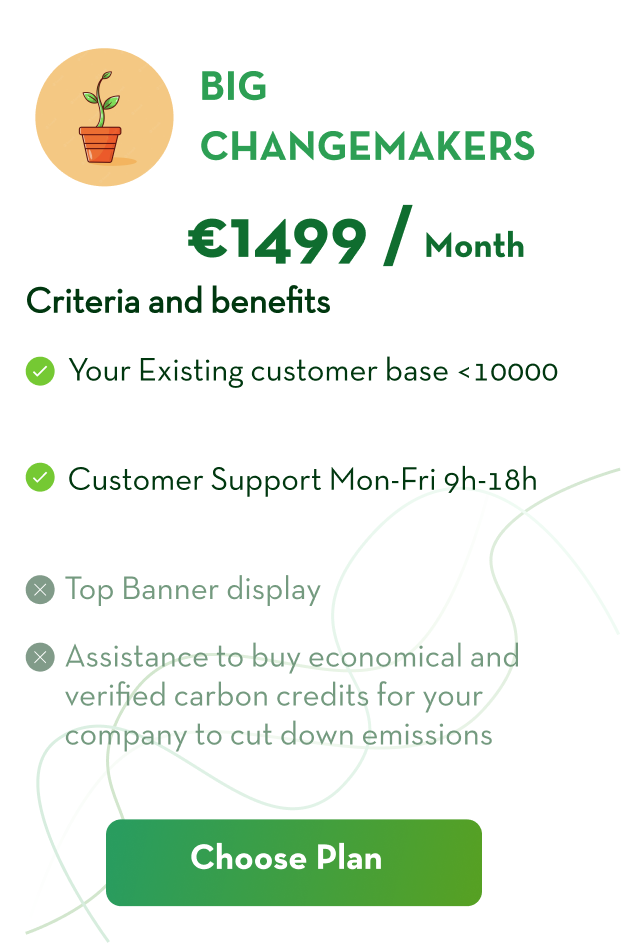 BIG
CHANGEMAKERS
€1499 / Month
Criteria and benefits
Your Existing customer base <10000
Customer Support Mon-Fri 9h-18h
Top Banner display
Assistance to buy economical and
verified carbon credits for your
company to cut down emissions
Choose Plan